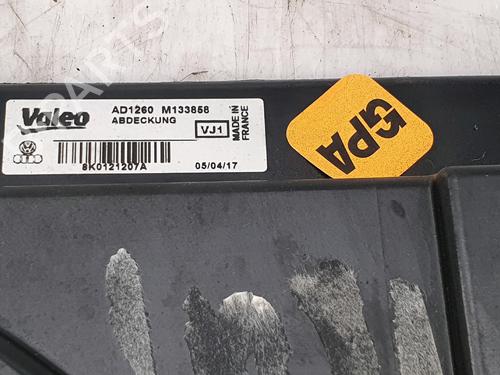 Valeo
AD1260 M133858
ABDECKUNG
VJ1
MADE IN
FRANCE
8K0121207A
05/04/17
GPA